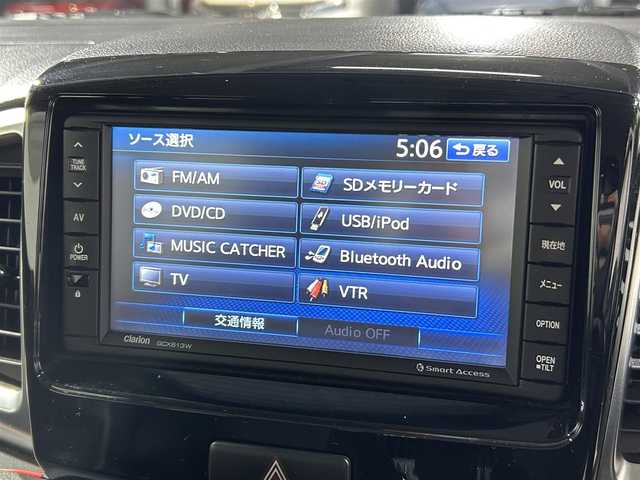 ソース選択
5:06
戻る
FM/AM
SDメモリーカード
DVD/CD
USB/iPod
MUSIC CATCHER
Bluetooth Audio
TV
VTR
交通情報
Audio OFF
TUNE
TRACK
AV
POWER
VOL
現在地
メニュー
OPTION
OPEN
TILT
Clarion
GCX613W
Smart Access